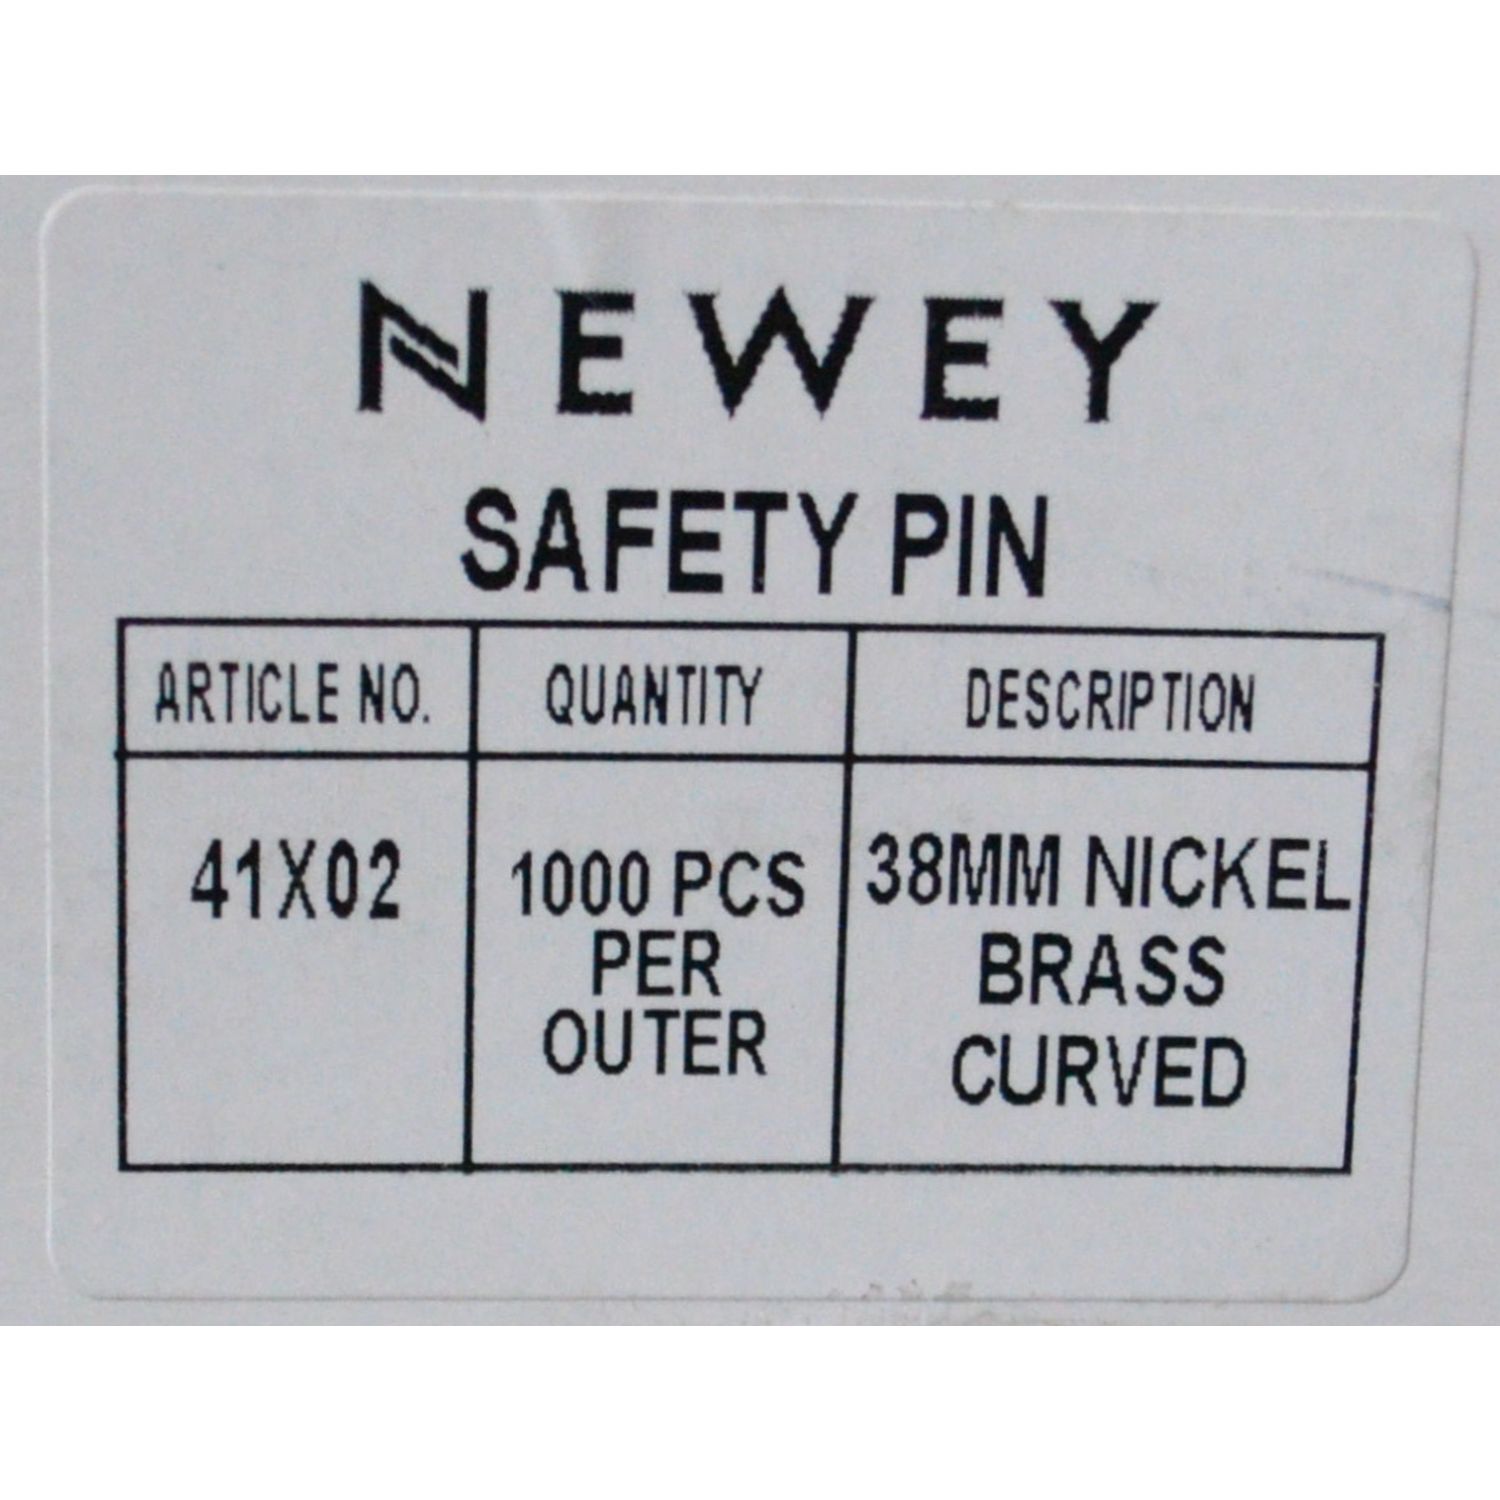 NEWEY
SAFETY PIN
ARTICLE NO. QUANTITY DESCRIPTION
41X02
1000 PCS
PER
OUTER
38MM NICKEL
BRASS
CURVED